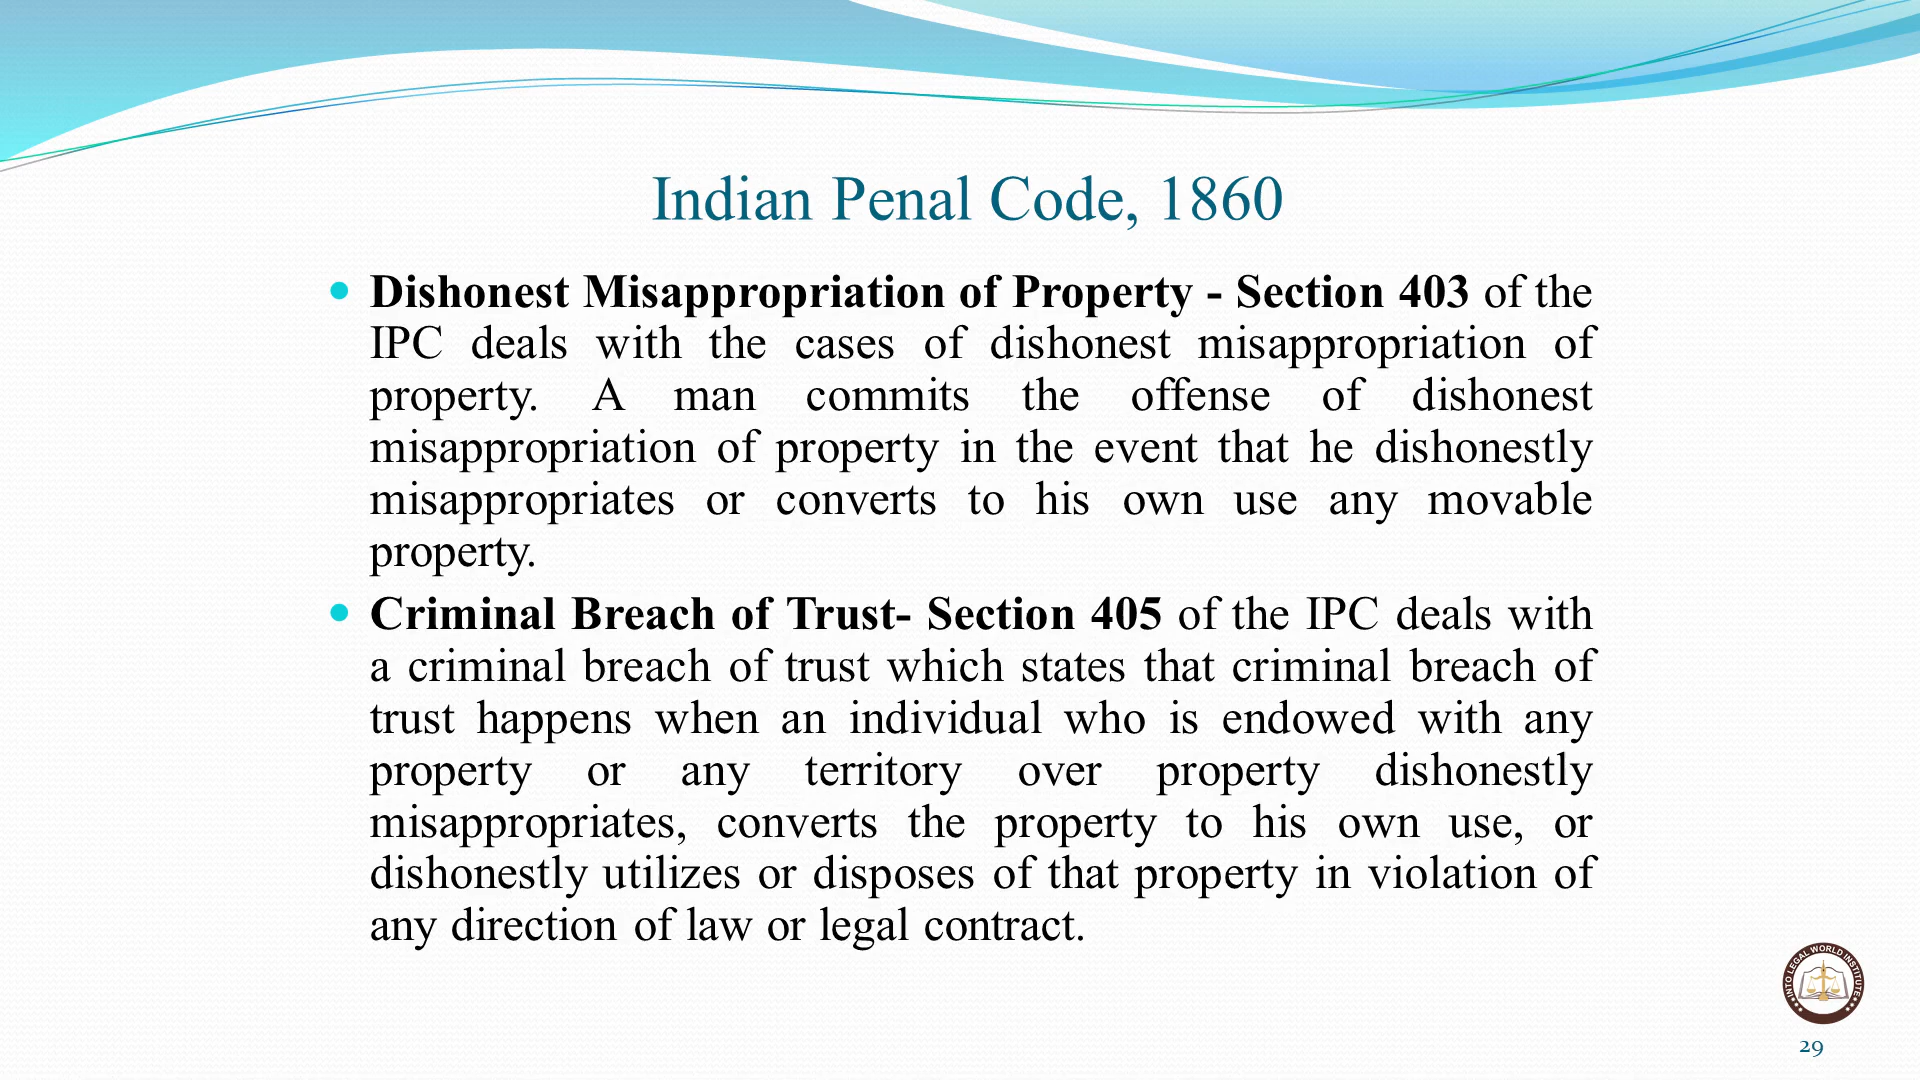 Indian Penal Code, 1860
• Dishonest Misappropriation of Property - Section 403 of the
IPC deals with the cases of dishonest misappropriation of
property. A man commits the offense of dishonest
misappropriation of property in the event that he dishonestly
misappropriates or converts to his own use any movable
property.
• Criminal Breach of Trust- Section 405 of the IPC deals with
a criminal breach of trust which states that criminal breach of
trust happens when an individual who is endowed with any
property or any territory over property dishonestly
misappropriates, converts the property to his own use, or
dishonestly utilizes or disposes of that property in violation of
any direction of law or legal contract.
INTO LEGAL WORLD INSTITUTE
29